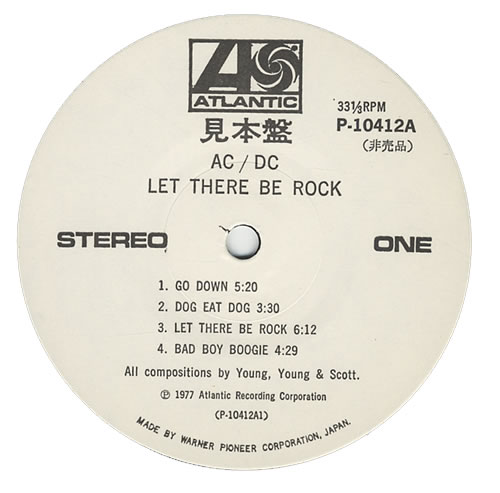 ATLANTIC
33⅓RPM
見本盤
P-10412A
(非売品)
AC / DC
LET THERE BE ROCK
STEREO
ONE
1. GO DOWN 5:20
2. DOG EAT DOG 3:30
3. LET THERE BE ROCK 6:12
4. BAD BOY BOOGIE 4:29
All compositions by Young, Young & Scott.
Ⓟ 1977 Atlantic Recording Corporation
(P-10412A1)
MADE BY WARNER PIONEER CORPORATION, JAPAN.